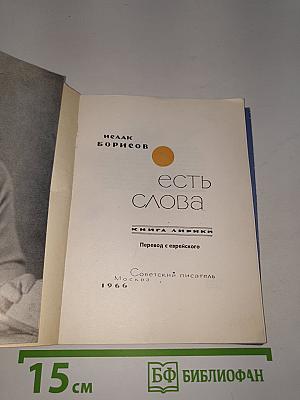 ИСААК
БОРИСОВ
ЕСТЬ
СЛОВА
КНИГА ЛИРИКИ
Перевод с еврейского
Советский писатель
Москва
1966
15 см
БФ БИБЛИОФАН